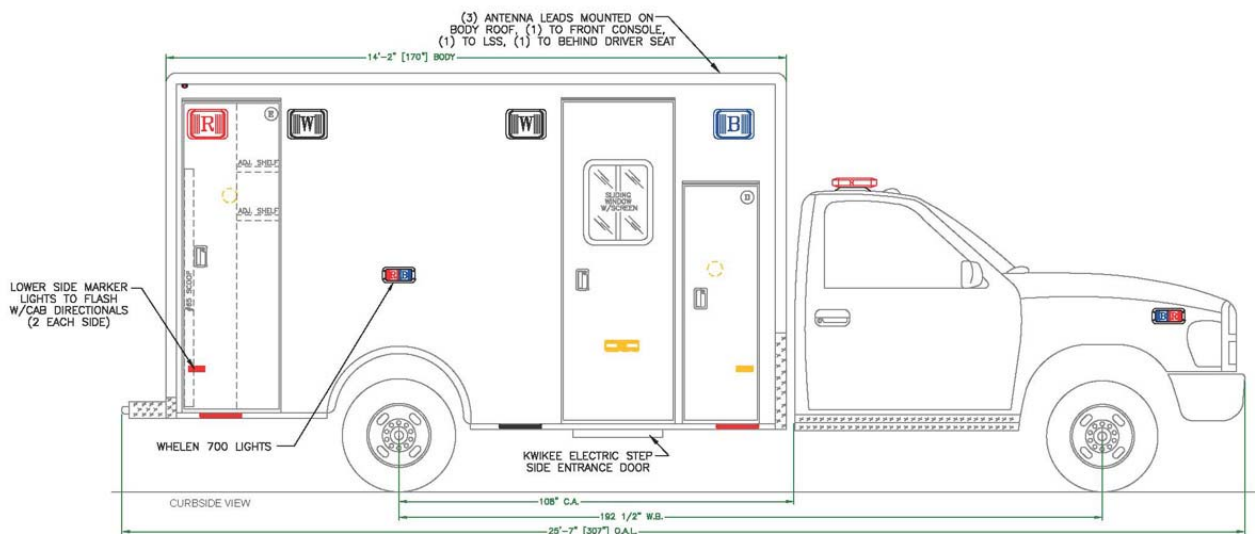 (3) ANTENNA LEADS MOUNTED ON
BODY ROOF, (1) TO FRONT CONSOLE,
(1) TO LSS, (1) TO BEHIND DRIVER SEAT
14'-2" [170"] BODY
R
E
W
W
B
ADJ. SHELF
ADJ. SHELF
SLIDING
WINDOW
W/SCREEN
D
R B
B R
LOWER SIDE MARKER
LIGHTS TO FLASH
W/CAB DIRECTIONALS
(2 EACH SIDE)
WHELEN 700 LIGHTS
KWIKEE ELECTRIC STEP
SIDE ENTRANCE DOOR
CURBSIDE VIEW
108" C.A.
192 1/2" W.B.
25'-7" [307"] O.A.L.